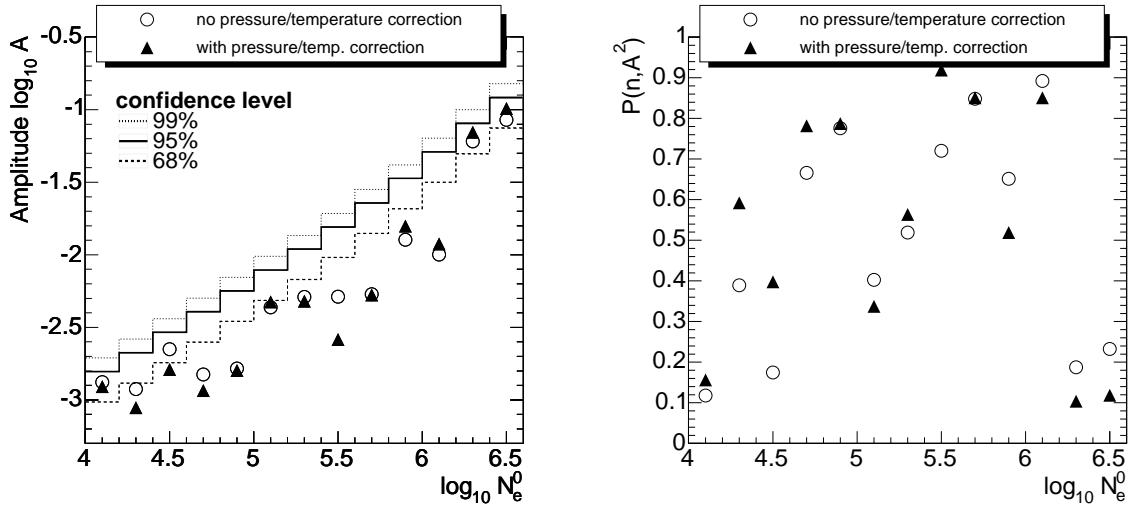 no pressure/temperature correction
with pressure/temp. correction
Amplitude log10 A
-0.5
-1
-1.5
-2
-2.5
-3
confidence level
99%
95%
68%
4 4.5 5 5.5 6 6.5
log10 N0e
no pressure/temperature correction
with pressure/temp. correction
P(n,A2)
1
0.9
0.8
0.7
0.6
0.5
0.4
0.3
0.2
0.1
0
4 4.5 5 5.5 6 6.5
log10 N0e